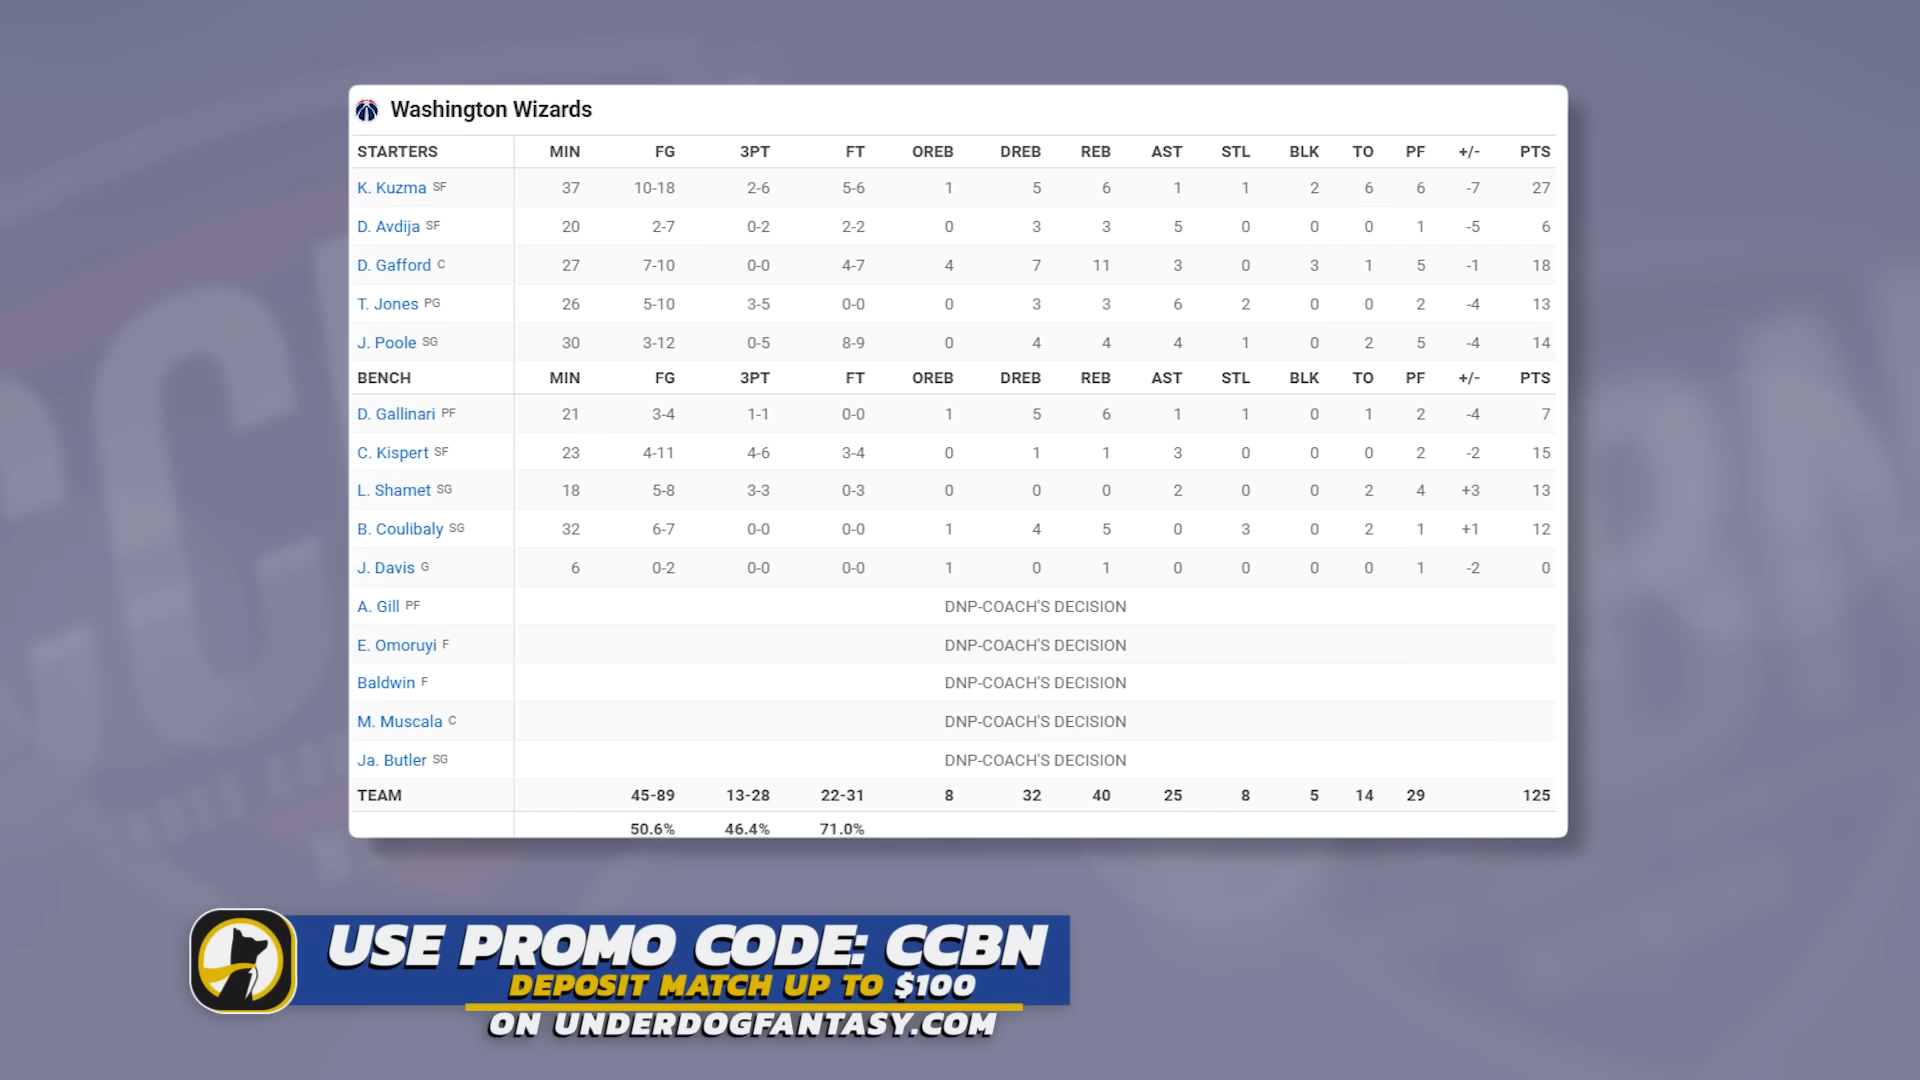 Washington Wizards
STARTERS MIN FG 3PT FT OREB DREB REB AST STL BLK TO PF +/- PTS
K. Kuzma SF 37 10-18 2-6 5-6 1 5 6 1 1 2 6 6 -7 27
D. Avdija SF 20 2-7 0-2 2-2 0 3 3 5 0 0 0 1 -5 6
D. Gafford C 27 7-10 0-0 4-7 4 7 11 3 0 3 1 5 -1 18
T. Jones PG 26 5-10 3-5 0-0 0 3 3 6 2 0 0 2 -4 13
J. Poole SG 30 3-12 0-5 8-9 0 4 4 4 1 0 2 5 -4 14
BENCH MIN FG 3PT FT OREB DREB REB AST STL BLK TO PF +/- PTS
D. Gallinari PF 21 3-4 1-1 0-0 1 5 6 1 1 0 1 2 -4 7
C. Kispert SF 23 4-11 4-6 3-4 0 1 1 3 0 0 0 2 -2 15
L. Shamet SG 18 5-8 3-3 0-3 0 0 0 2 0 0 2 4 +3 13
B. Coulibaly SG 32 6-7 0-0 0-0 1 4 5 0 3 0 2 1 +1 12
J. Davis G 6 0-2 0-0 0-0 1 0 1 0 0 0 0 1 -2 0
A. Gill PF DNP-COACH'S DECISION
E. Omoruyi F DNP-COACH'S DECISION
Baldwin F DNP-COACH'S DECISION
M. Muscala C DNP-COACH'S DECISION
Ja. Butler SG DNP-COACH'S DECISION
TEAM 45-89 13-28 22-31 8 32 40 25 8 5 14 29 125
50.6% 46.4% 71.0%
USE PROMO CODE: CCBN
DEPOSIT MATCH UP TO $100
ON UNDERDOGFANTASY.COM